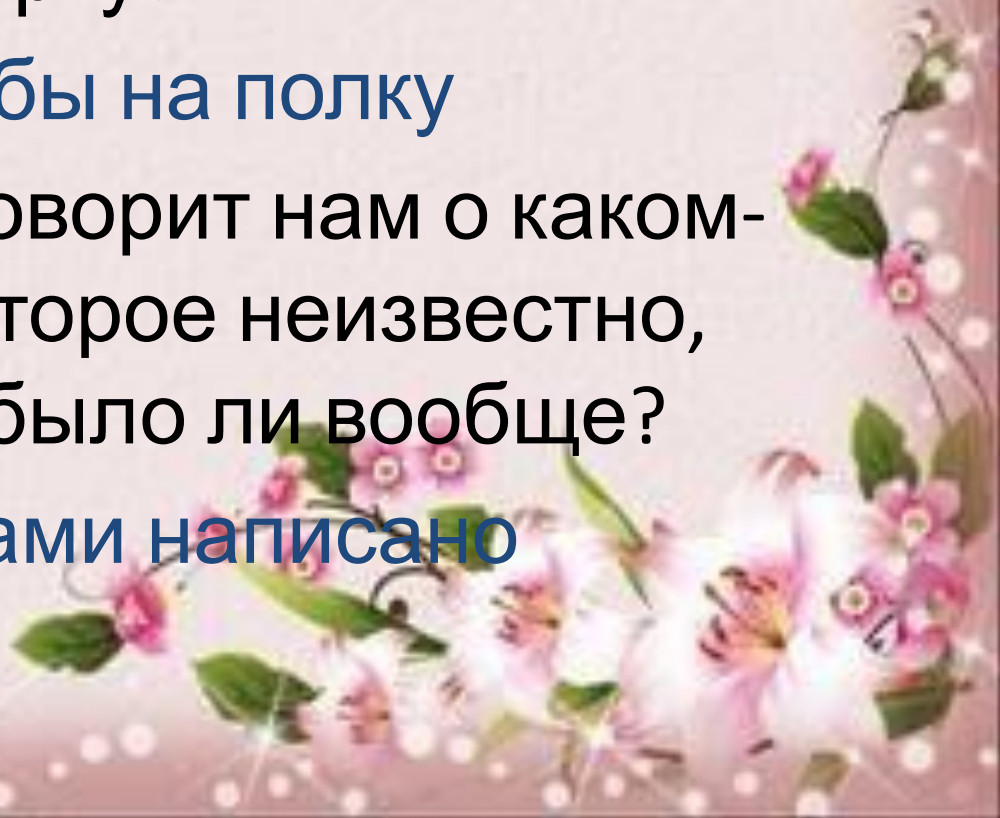 бы на полку
оворит нам о каком-
торое неизвестно,
было ли вообще?
ами написано